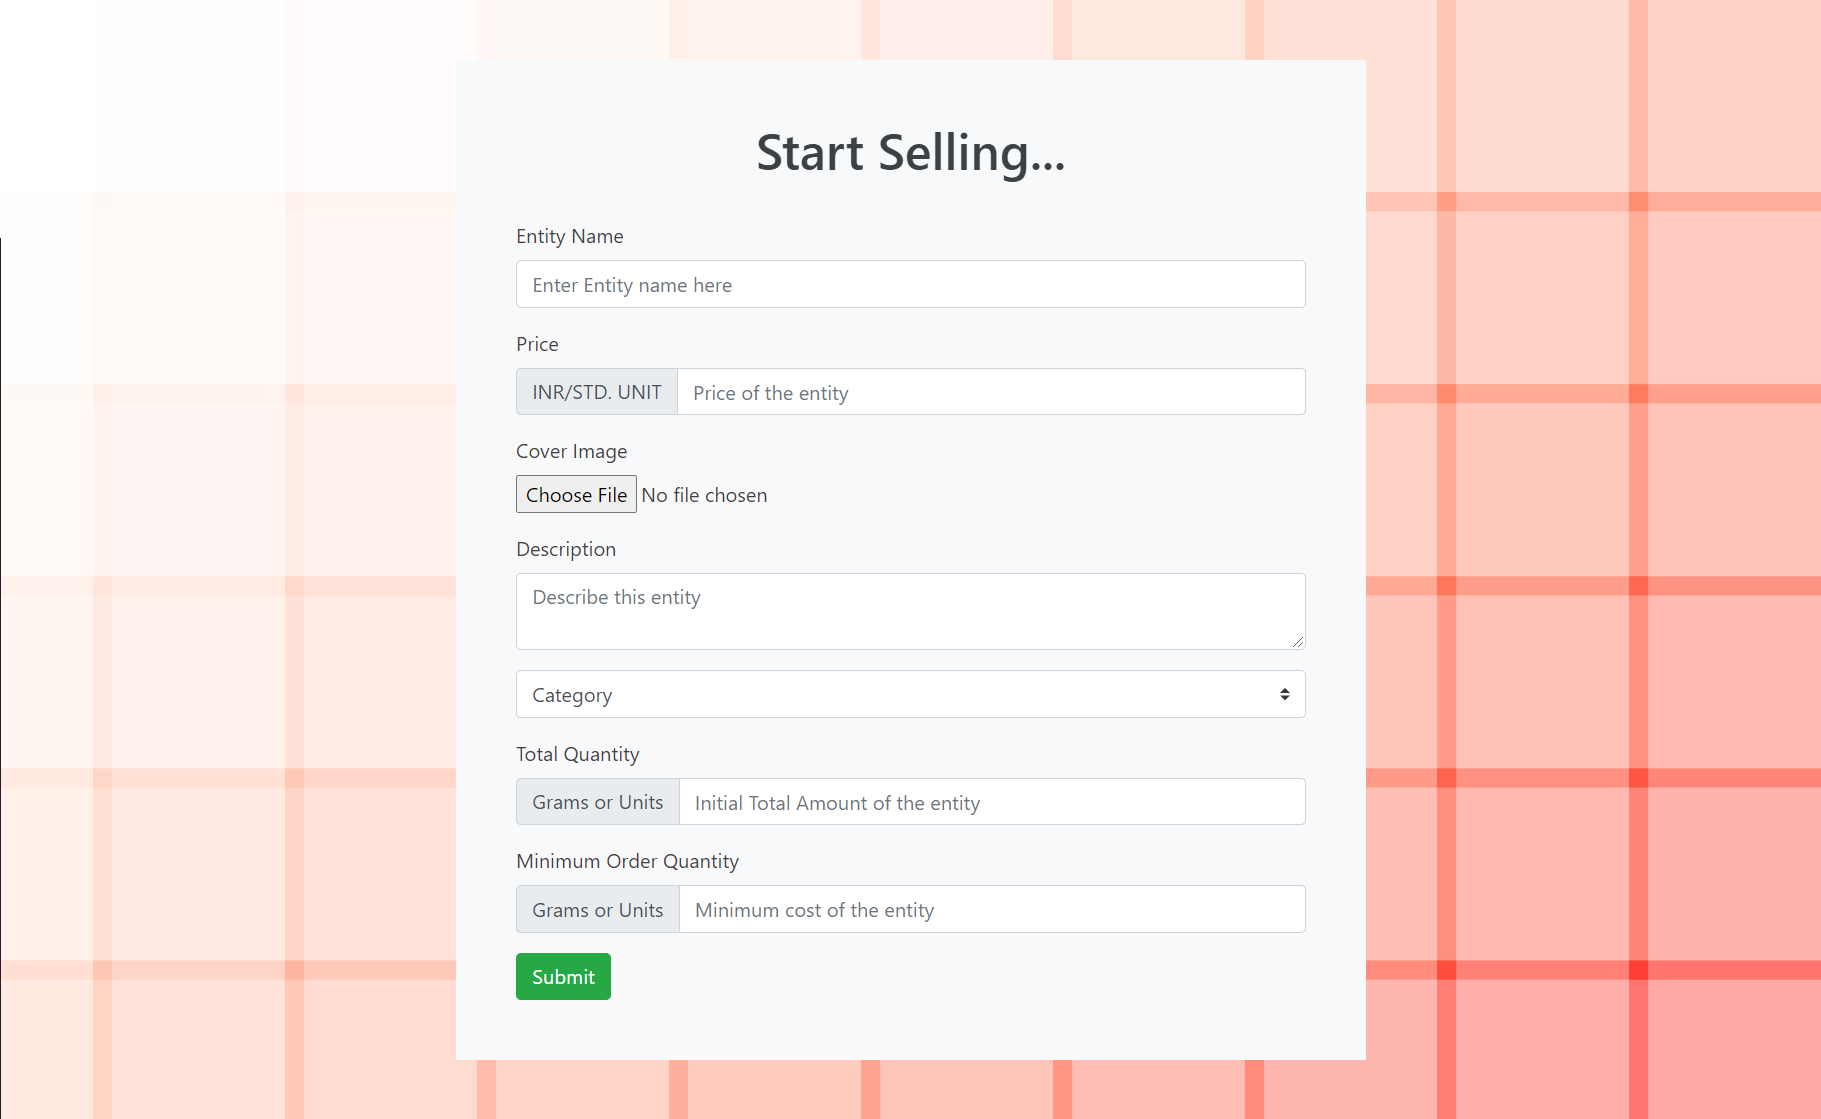 Start Selling...
Entity Name
Enter Entity name here
Price
INR/STD. UNIT Price of the entity
Cover Image
Choose File No file chosen
Description
Describe this entity
Category
Total Quantity
Grams or Units Initial Total Amount of the entity
Minimum Order Quantity
Grams or Units Minimum cost of the entity
Submit